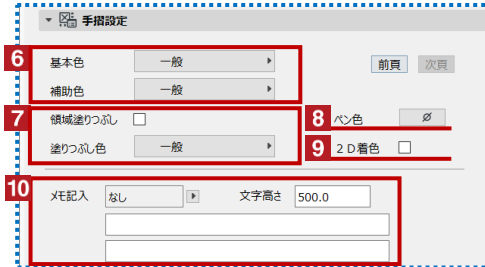 手摺設定
6 基本色 一般 前頁 次頁
補助色 一般
7 領域塗りつぶし 8 ペン色 ø
塗りつぶし色 一般 9 2D着色
10 メモ記入 なし 文字高さ 500.0